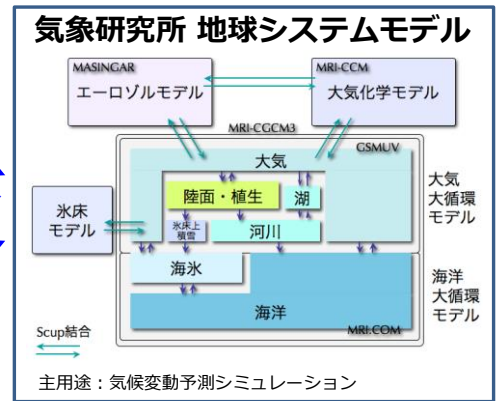 気象研究所 地球システムモデル
MASINGAR
エーロゾルモデル
MRI-CCM
大気化学モデル
MRI-CGCM3
GSMUV
大気
陸面・植生
湖
氷床上
積雪
河川
大気
大循環
モデル
氷床
モデル
海氷
海洋
MRI.COM
海洋
大循環
モデル
Scup結合
主用途：気候変動予測シミュレーション